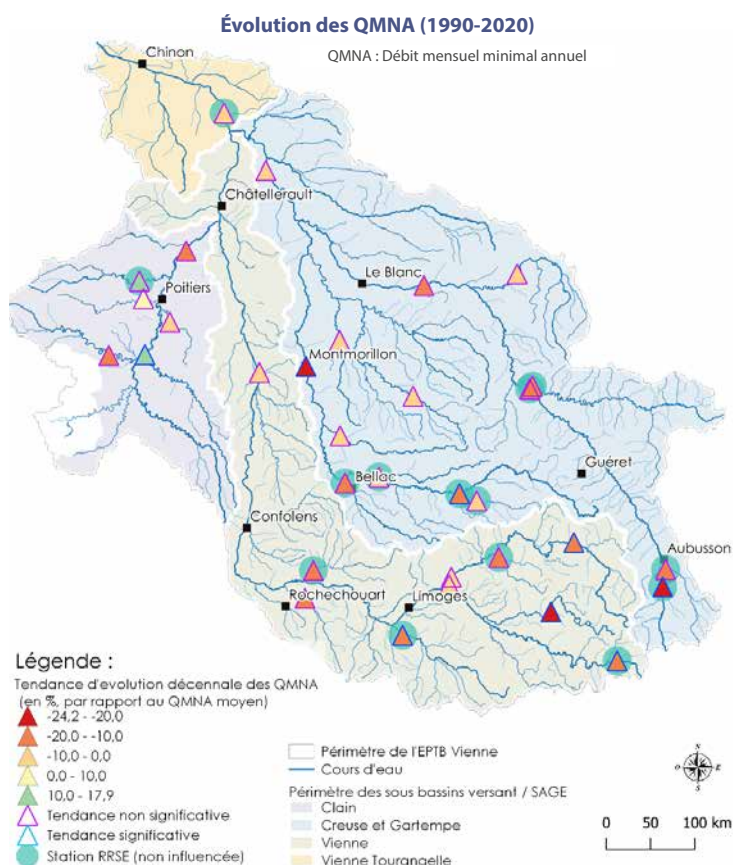 Évolution des QMNA (1990-2020)
QMNA : Débit mensuel minimal annuel
Chinon
Châtellerault
Le Blanc
Poitiers
Montmorillon
Guéret
Bellac
Confolens
Aubusson
Rochechouart
Limoges
Légende :
Tendance d'evolution décennale des QMNA
(en %, par rapport au QMNA moyen)
-24,2 - -20,0
-20,0 - -10,0
-10,0 - 0,0
0,0 - 10,0
10,0 - 17,9
Tendance non significative
Tendance significative
Station RRSE (non influencée)
Périmètre de l'EPTB Vienne
Cours d'eau
Périmètre des sous bassins versant / SAGE
Clain
Creuse et Gartempe
Vienne
Vienne Tourangelle
N
O
E
S
0 50 100 km